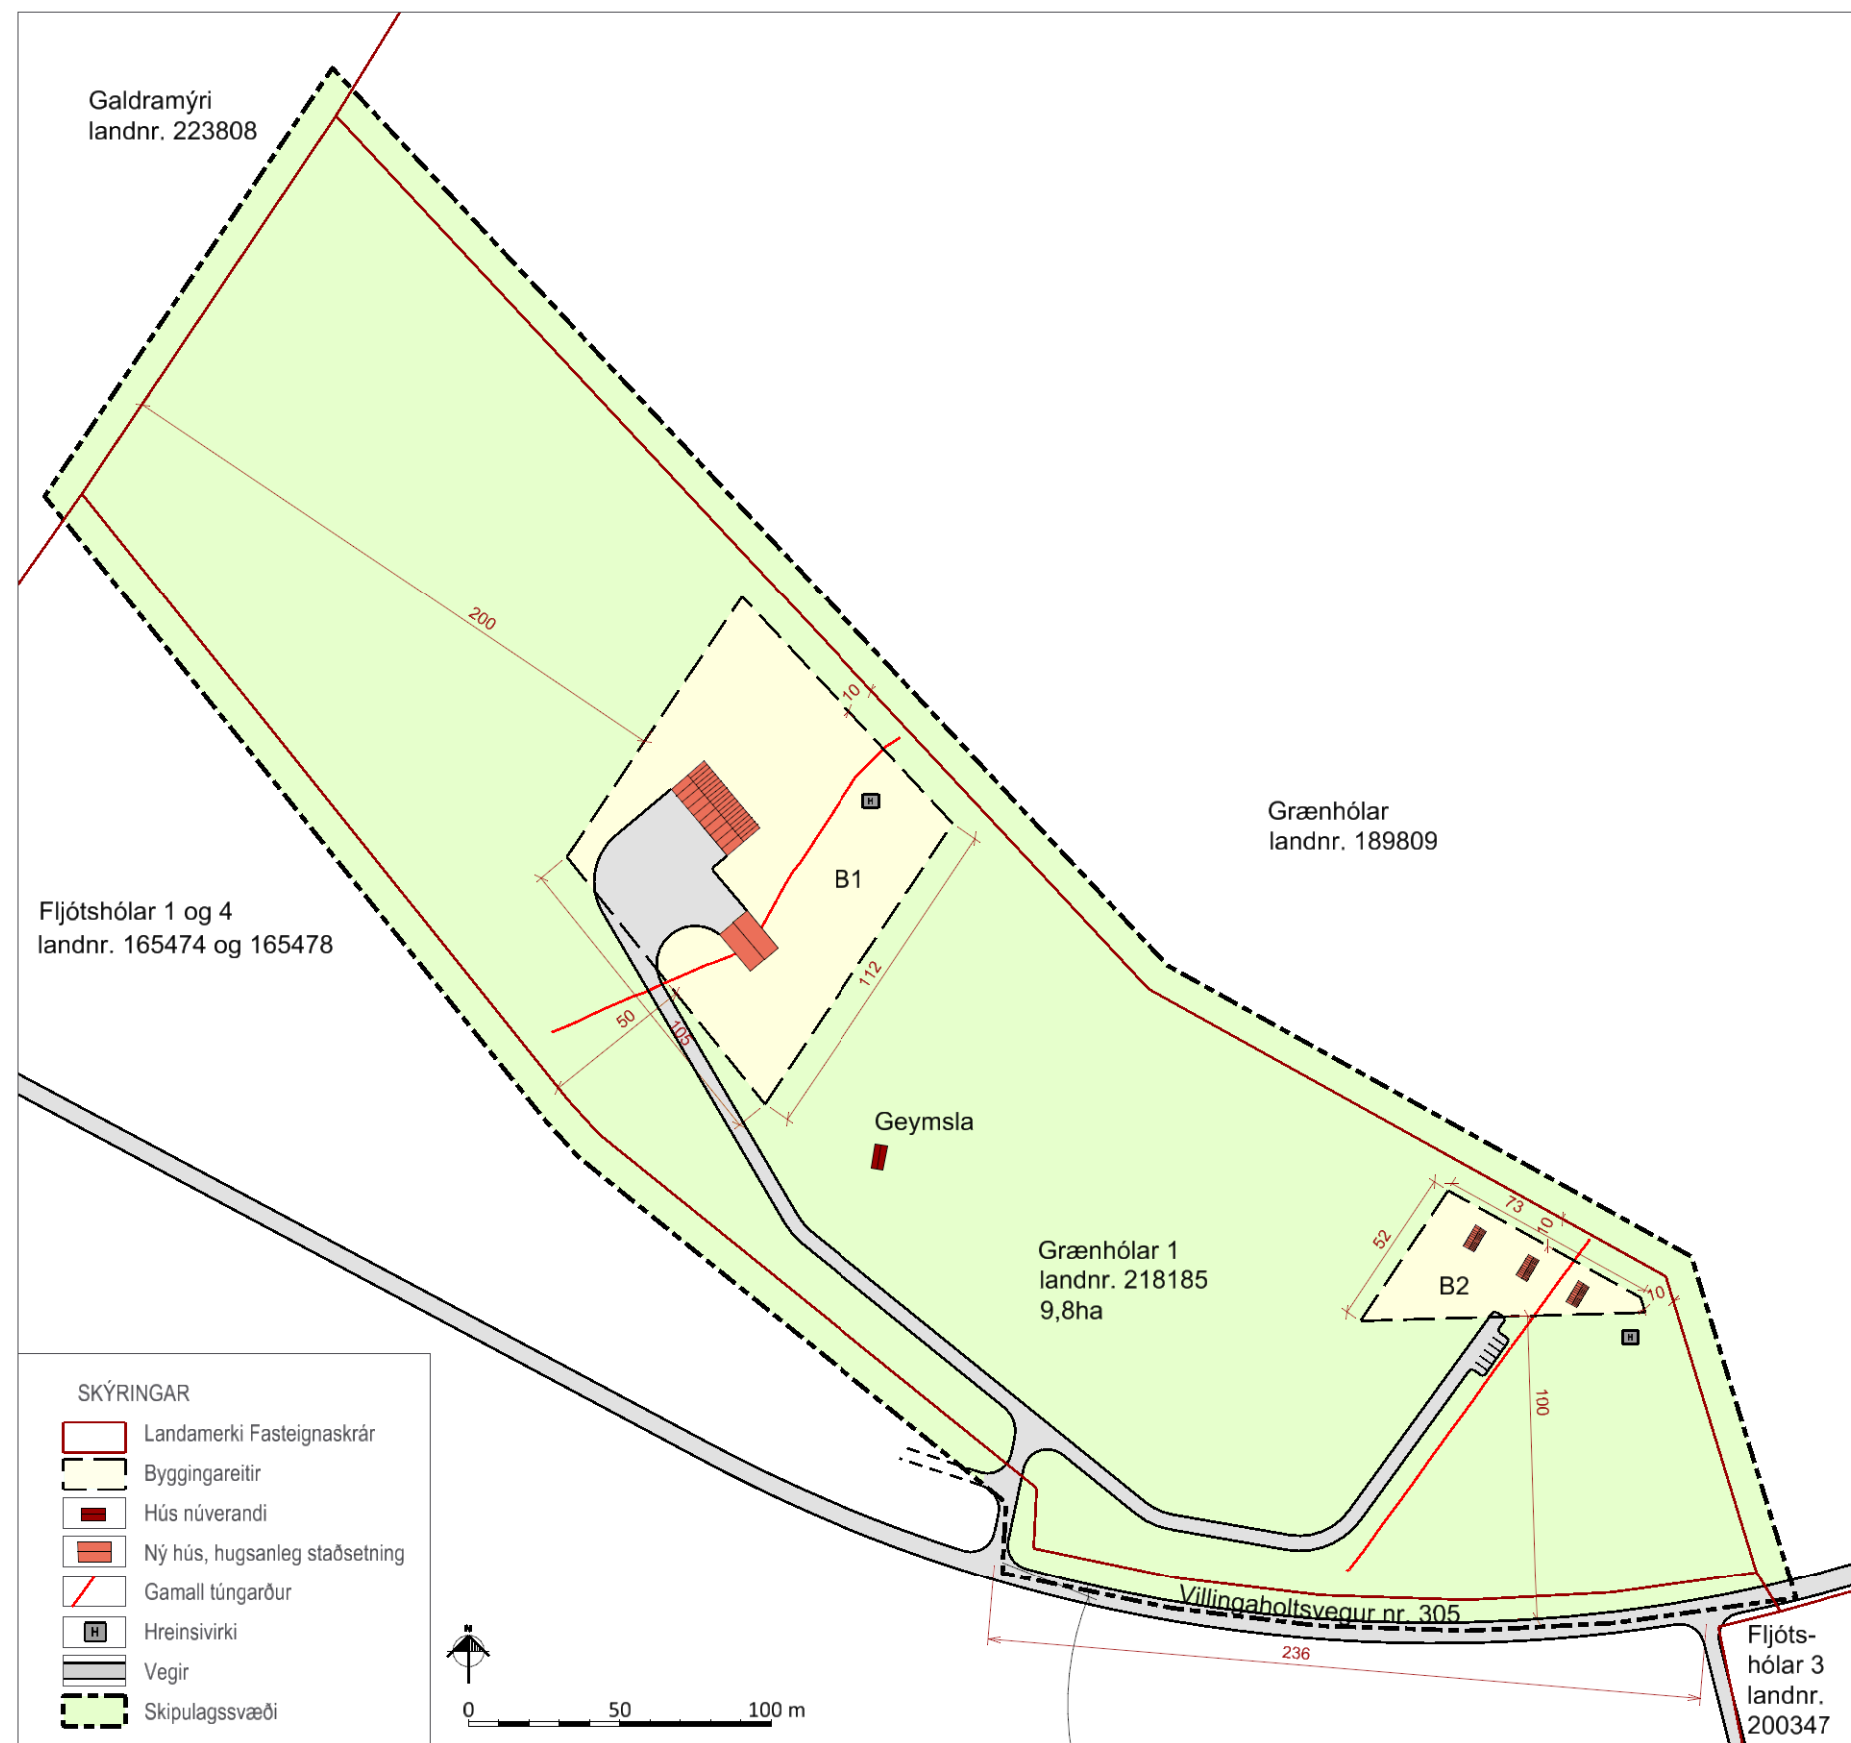 Galdramýri
landnr. 223808
200
10
Grænhólar
landnr. 189809
B1
Fljótshólar 1 og 4
landnr. 165474 og 165478
112
50
105
Geymsla
73
10
52
Grænhólar 1
landnr. 218185
9,8ha
B2
10
H
H
100
Villingaholtsvegur nr. 305
236
Fljóts-
hólar 3
landnr.
200347
SKÝRINGAR
Landamerki Fasteignaskrár
Byggingareitir
Hús núverandi
Ný hús, hugsanleg staðsetning
Gamall túngarður
H Hreinsivirki
Vegir
Skipulagssvæði
N
0 50 100 m